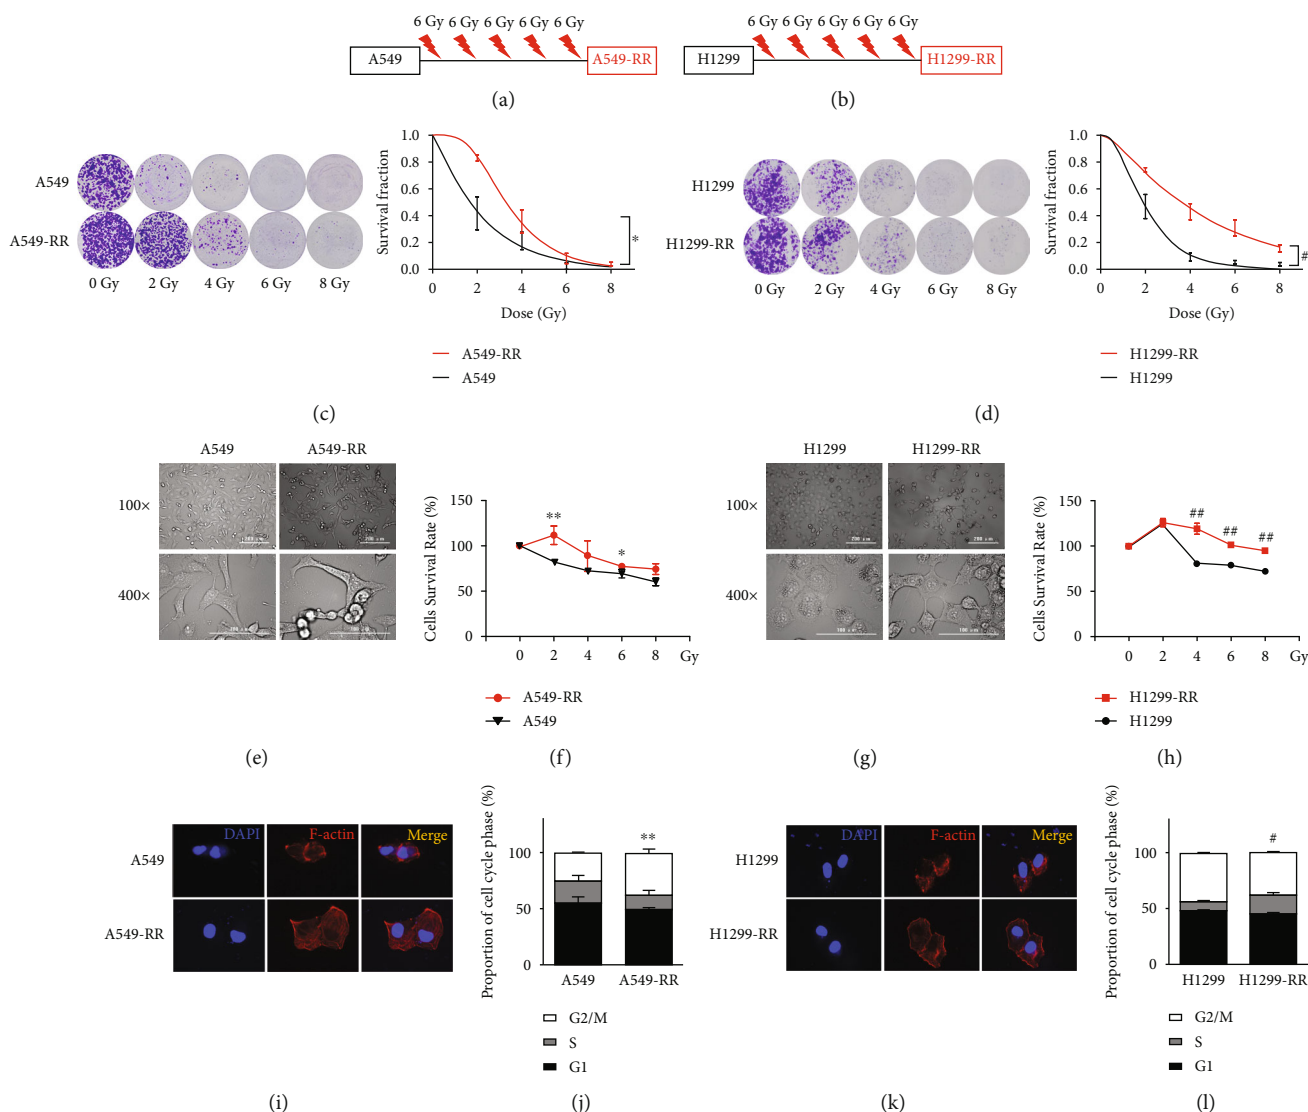 6 Gy 6 Gy 6 Gy 6 Gy 6 Gy
A549
A549-RR
(a)
6 Gy 6 Gy 6 Gy 6 Gy 6 Gy
H1299
H1299-RR
(b)
A549
A549-RR
0 Gy 2 Gy 4 Gy 6 Gy 8 Gy
Survival fraction
1.0
0.8
0.6
0.4
0.2
0.0
0 2 4 6 8
Dose (Gy)
*
A549-RR
A549
(c)
H1299
H1299-RR
0 Gy 2 Gy 4 Gy 6 Gy 8 Gy
Survival fraction
1.0
0.8
0.6
0.4
0.2
0.0
0 2 4 6 8
Dose (Gy)
#
H1299-RR
H1299
(d)
A549 A549-RR
100×
400×
(e)
Cells Survival Rate (%)
150
100
50
0
** *
0 2 4 6 8 Gy
A549-RR
A549
(f)
H1299 H1299-RR
100×
400×
(g)
Cells Survival Rate (%)
150
100
50
0
## ## ##
0 2 4 6 8 Gy
H1299-RR
H1299
(h)
DAPI F-actin Merge
A549
A549-RR
(i)
Proportion of cell cycle phase (%)
100
50
0
**
A549 A549-RR
G2/M
S
G1
(j)
DAPI F-actin Merge
H1299
H1299-RR
(k)
Proportion of cell cycle phase (%)
100
50
0
#
H1299 H1299-RR
G2/M
S
G1
(l)